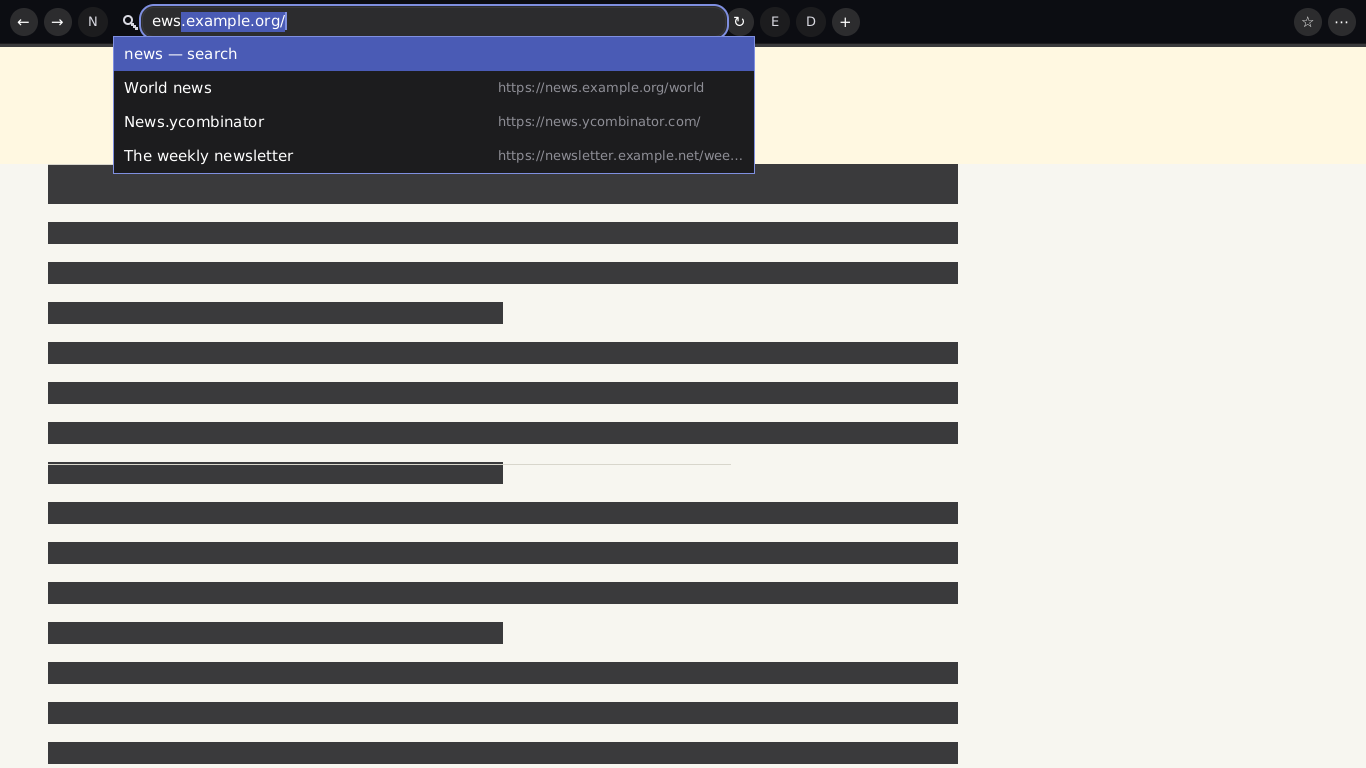 ← → N ews.example.org/ ↻ E D + ☆ ⋯
news — search
World news https://news.example.org/world
News.ycombinator https://news.ycombinator.com/
The weekly newsletter https://newsletter.example.net/wee…